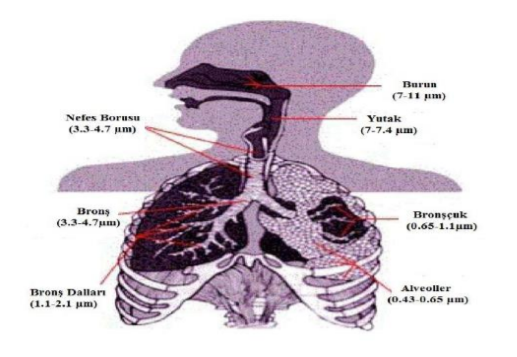 Burun
(7-11 µm)
Nefes Borusu
(3.3-4.7 µm)
Yutak
(7-7.4 µm)
Bronş
(3.3-4.7µm)
Bronşçuk
(0.65-1.1µm)
Bronş Dalları
(1.1-2.1 µm)
Alveoller
(0.43-0.65 µm)